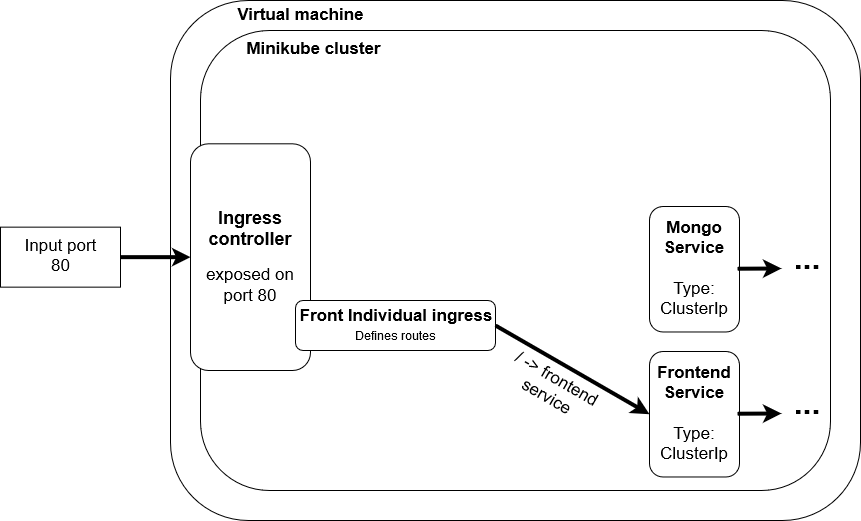 Virtual machine
Minikube cluster
Ingress
controller
exposed on
port 80
Input port
80
Front Individual ingress
Defines routes
/ -> frontend
service
Mongo
Service
Type:
ClusterIp
...
Frontend
Service
Type:
ClusterIp
...